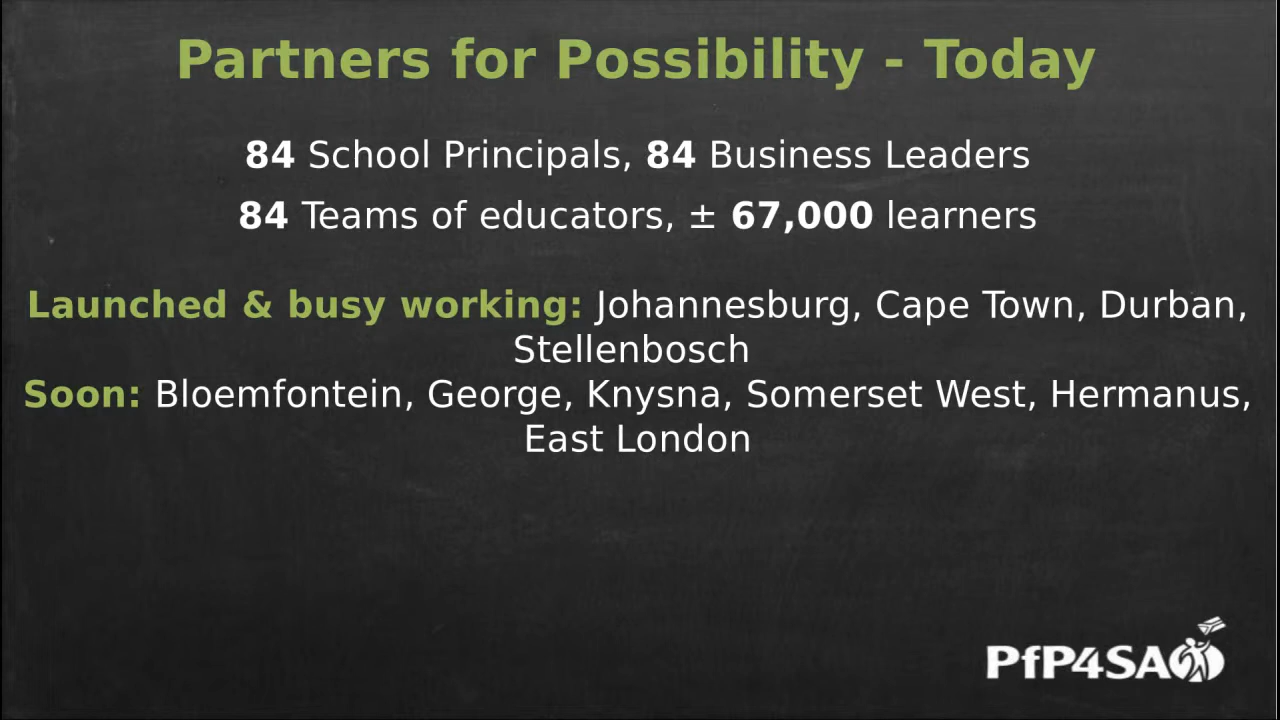 Partners for Possibility - Today
84 School Principals, 84 Business Leaders
84 Teams of educators, ± 67,000 learners
Launched & busy working: Johannesburg, Cape Town, Durban,
Stellenbosch
Soon: Bloemfontein, George, Knysna, Somerset West, Hermanus,
East London
PfP4SA